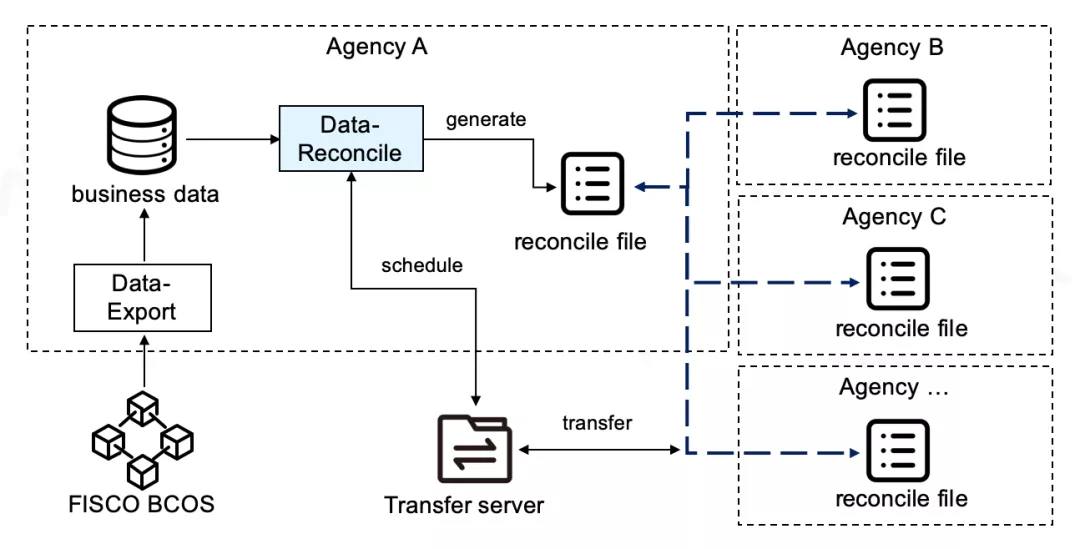 Agency A
Agency B
Data-
Reconcile
generate
reconcile file
business data
Agency C
reconcile file
schedule
Data-
Export
reconcile file
Agency …
transfer
FISCO BCOS
Transfer server
reconcile file